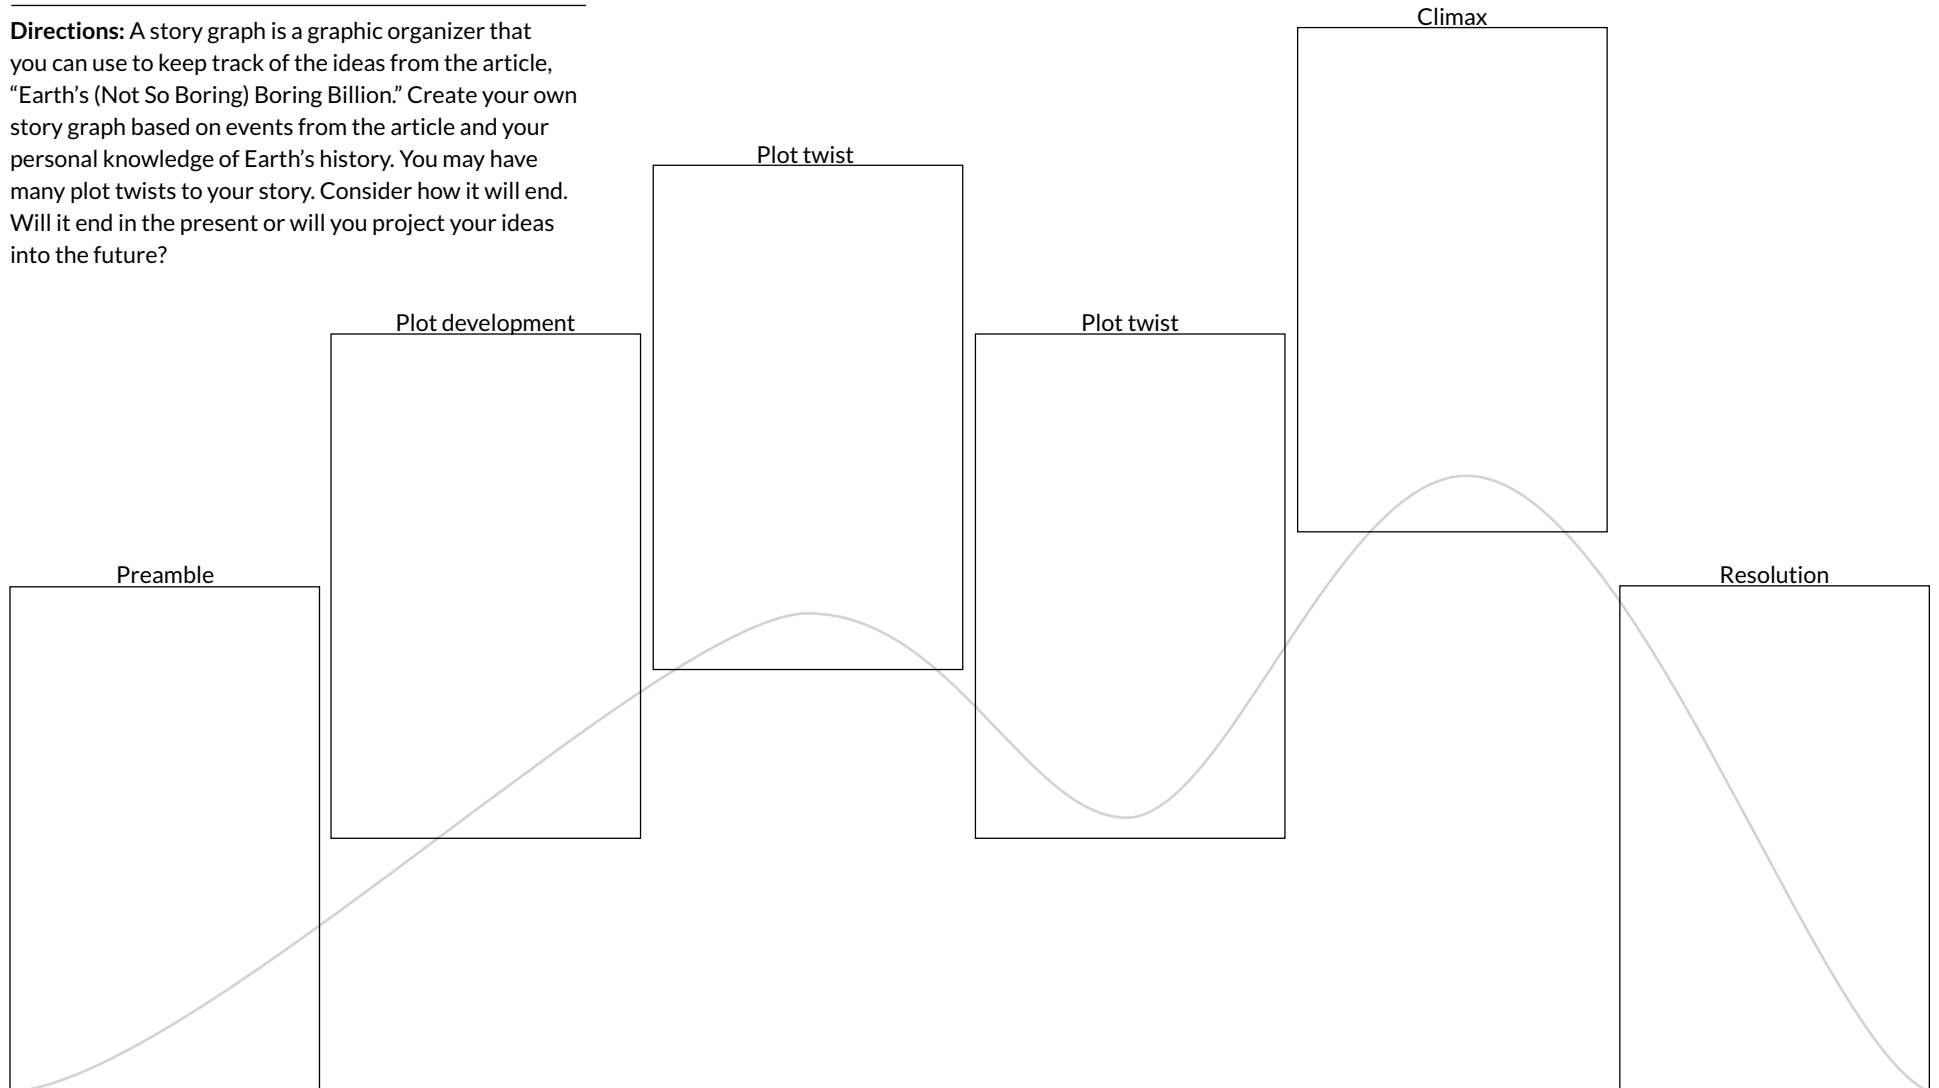 Directions: A story graph is a graphic organizer that
you can use to keep track of the ideas from the article,
“Earth’s (Not So Boring) Boring Billion.” Create your own
story graph based on events from the article and your
personal knowledge of Earth’s history. You may have
many plot twists to your story. Consider how it will end.
Will it end in the present or will you project your ideas
into the future?
Preamble
Plot development
Plot twist
Plot twist
Climax
Resolution